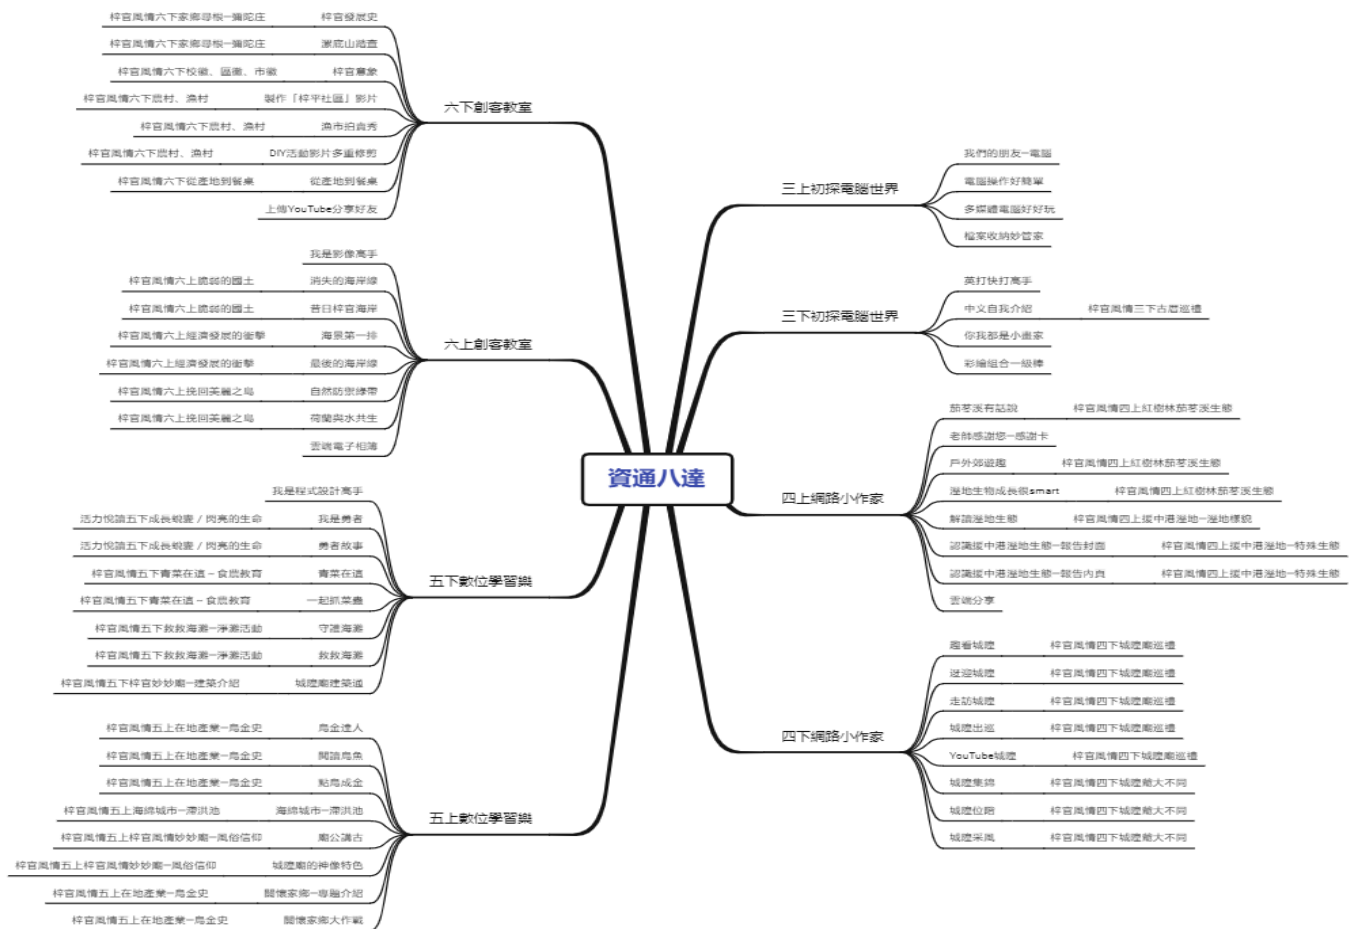 資通八達
三上初探電腦世界
我們的朋友─電腦
電腦操作好簡單
多媒體電腦好好玩
檔案收納妙管家
三下初探電腦世界
英打快打高手
中文自我介紹 梓官風情三下古厝巡禮
你我都是小畫家
彩繪組合一級棒
四上網路小作家
茄苳溪有話說 梓官風情四上紅樹林茄苳溪生態
老師感謝您─感謝卡
戶外郊遊趣 梓官風情四上紅樹林茄苳溪生態
溼地生物成長很smart 梓官風情四上紅樹林茄苳溪生態
解讀溼地生態 梓官風情四上援中港溼地─溼地樣貌
認識援中港溼地生態─報告封面 梓官風情四上援中港溼地─特殊生態
認識援中港溼地生態─報告內頁 梓官風情四上援中港溼地─特殊生態
雲端分享
四下網路小作家
趣看城隍 梓官風情四下城隍廟巡禮
迓迎城隍 梓官風情四下城隍廟巡禮
走訪城隍 梓官風情四下城隍廟巡禮
城隍出巡 梓官風情四下城隍廟巡禮
YouTube城隍 梓官風情四下城隍廟巡禮
城隍集錦 梓官風情四下城隍爺大不同
城隍位階 梓官風情四下城隍爺大不同
城隍采風 梓官風情四下城隍爺大不同
五上數位學習樂
梓官風情五上在地產業─烏金史 烏金達人
梓官風情五上在地產業─烏金史 閱讀烏魚
梓官風情五上在地產業─烏金史 點烏成金
梓官風情五上海綿城市─滯洪池 海綿城市─滯洪池
梓官風情五上梓官風情妙妙廟─風俗信仰 廟公講古
梓官風情五上梓官風情妙妙廟─風俗信仰 城隍廟的神像特色
梓官風情五上在地產業─烏金史 關懷家鄉─專題介紹
梓官風情五上在地產業─烏金史 關懷家鄉大作戰
五下數位學習樂
我是程式設計高手
活力悅讀五下成長蛻變/閃亮的生命 我是勇者
活力悅讀五下成長蛻變/閃亮的生命 勇者故事
梓官風情五下青菜在這－食農教育 青菜在這
梓官風情五下青菜在這－食農教育 一起抓菜蟲
梓官風情五下救救海灘─淨灘活動 守護海灘
梓官風情五下救救海灘─淨灘活動 救救海灘
梓官風情五下梓官妙妙廟─建築介紹 城隍廟建築通
六上創客教室
我是影像高手
梓官風情六上脆弱的國土 消失的海岸線
梓官風情六上脆弱的國土 昔日梓官海岸
梓官風情六上經濟發展的衝擊 海景第一排
梓官風情六上經濟發展的衝擊 最後的海岸線
梓官風情六上挽回美麗之島 自然防禦綠帶
梓官風情六上挽回美麗之島 荷蘭與水共生
雲端電子相簿
六下創客教室
梓官風情六下家鄉尋根─彌陀庄 梓官發展史
梓官風情六下家鄉尋根─彌陀庄 漯底山踏查
梓官風情六下校徽、區徽、市徽 梓官意象
梓官風情六下農村、漁村 製作「梓平社區」影片
梓官風情六下農村、漁村 漁市拍賣秀
梓官風情六下農村、漁村 DIY活動影片多重修剪
梓官風情六下從產地到餐桌 從產地到餐桌
上傳YouTube分享好友